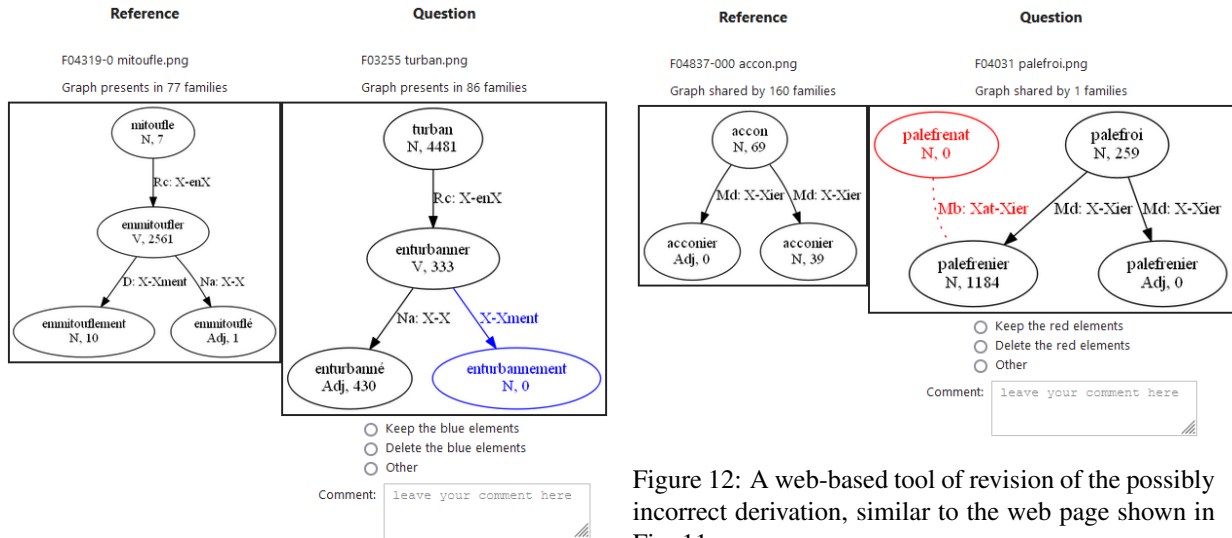 Reference
Question
F04319-0 mitoufle.png
F03255 turban.png
Graph presents in 77 families
Graph presents in 86 families
mitoufle
N, 7
Rc: X-enX
emmitoufler
V, 2561
D: X-Xment
Na: X-X
emmitouflement
N, 10
emmitouflé
Adj, 1
turban
N, 4481
Rc: X-enX
enturbanner
V, 333
Na: X-X
X-Xment
enturbanné
Adj, 430
enturbannement
N, 0
Keep the blue elements
Delete the blue elements
Other
Comment:
leave your comment here
Reference
Question
F04837-000 accon.png
F04031 palefroi.png
Graph shared by 160 families
Graph shared by 1 families
accon
N, 69
Md: X-Xier
Md: X-Xier
acconier
Adj, 0
acconier
N, 39
palefrenat
N, 0
palefroi
N, 259
Mb: Xat-Xier
Md: X-Xier
Md: X-Xier
palefrenier
N, 1184
palefrenier
Adj, 0
Keep the red elements
Delete the red elements
Other
Comment:
leave your comment here
Figure 12: A web-based tool of revision of the possibly
incorrect derivation, similar to the web page shown in